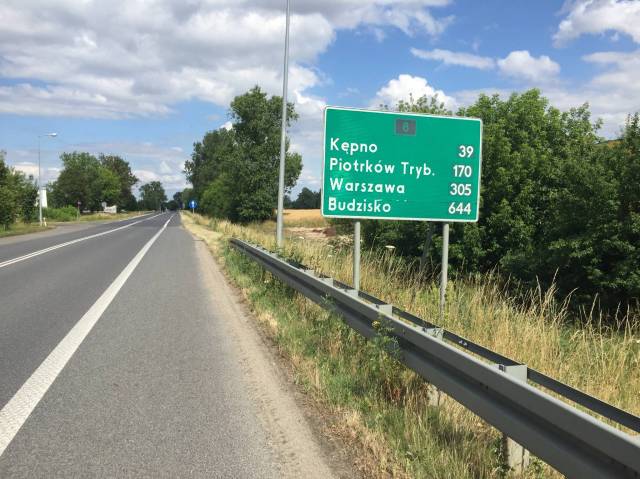 8
Kępno 39
Piotrków Tryb. 170
Warszawa 305
Budzisko 644